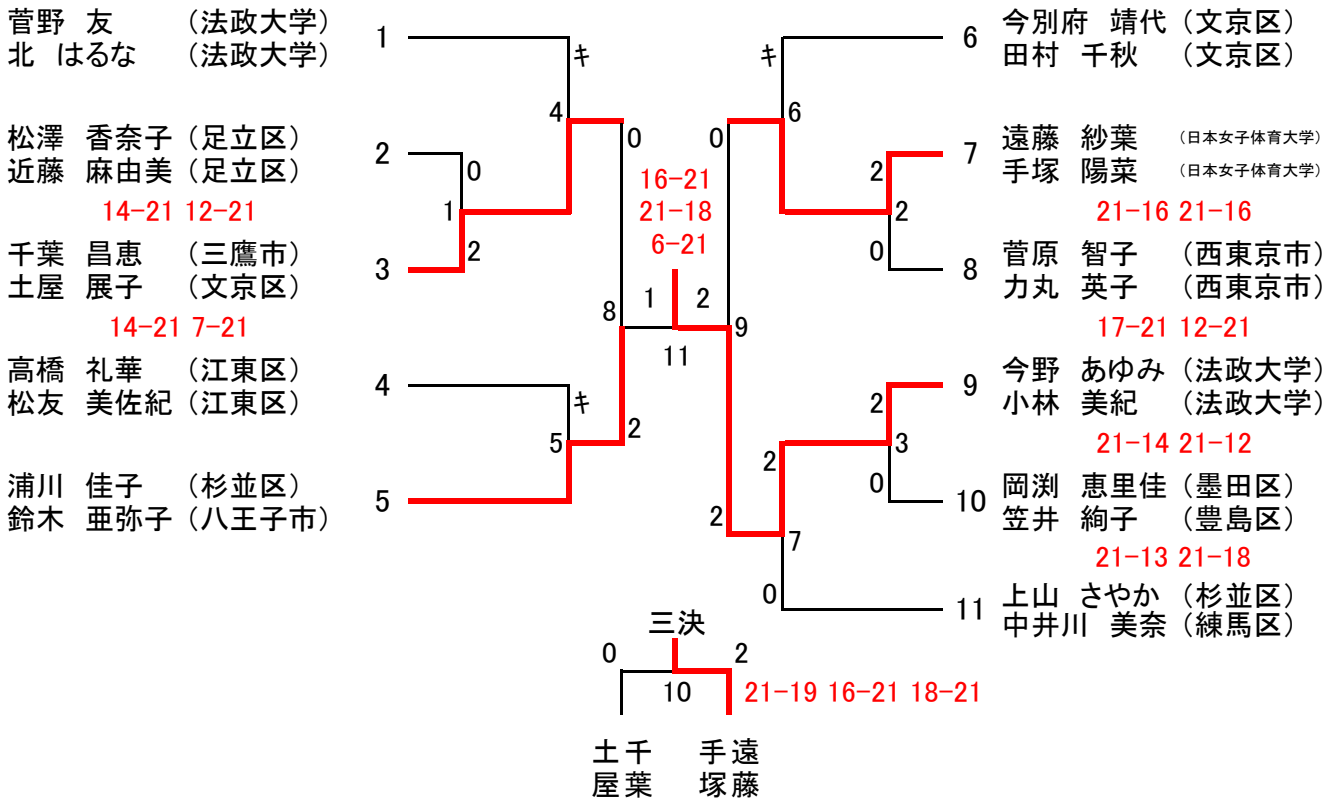 菅野 友 （法政大学）
北 はるな （法政大学）
1
キ
4
松澤 香奈子（足立区）
近藤 麻由美（足立区）
2
0
14-21 12-21
1
千葉 昌恵 （三鷹市）
土屋 展子 （文京区）
3
2
0
14-21 7-21
8
高橋 礼華 （江東区）
松友 美佐紀（江東区）
4
キ
5
2
浦川 佳子 （杉並区）
鈴木 亜弥子（八王子市）
5
16-21
21-18
6-21
1
2
11
6
今別府 靖代（文京区）
田村 千秋 （文京区）
キ
6
0
遠藤 紗葉 （日本女子体育大学）
手塚 陽菜 （日本女子体育大学）
7
2
21-16 21-16
2
菅原 智子 （西東京市）
力丸 英子 （西東京市）
8
0
17-21 12-21
9
今野 あゆみ（法政大学）
小林 美紀 （法政大学）
9
2
21-14 21-12
3
2
岡渕 恵里佳（墨田区）
笠井 絢子 （豊島区）
10
0
21-13 21-18
2
7
上山 さやか （杉並区）
中井川 美奈（練馬区）
11
0
三決
0
2
10
21-19 16-21 18-21
千葉
土屋
遠藤
手塚